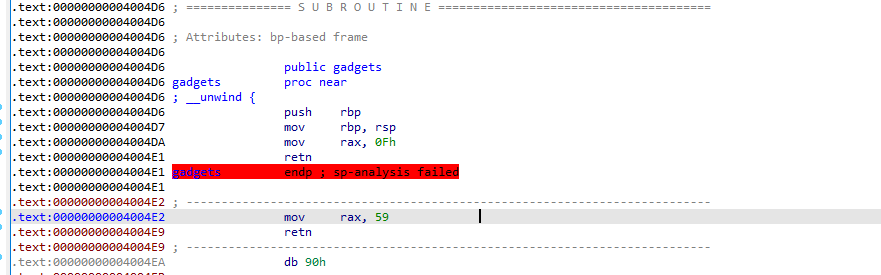 .text:00000000004004D6 ; =============== S U B R O U T I N E =======================================
.text:00000000004004D6
.text:00000000004004D6 ; Attributes: bp-based frame
.text:00000000004004D6
.text:00000000004004D6 public gadgets
.text:00000000004004D6 gadgets proc near
.text:00000000004004D6 ; __unwind {
.text:00000000004004D6 push rbp
.text:00000000004004D7 mov rbp, rsp
.text:00000000004004DA mov rax, 0Fh
.text:00000000004004E1 retn
.text:00000000004004E1 gadgets endp ; sp-analysis failed
.text:00000000004004E1
.text:00000000004004E2 ; ---------------------------------------------------------------------------
.text:00000000004004E2 mov rax, 59
.text:00000000004004E9 retn
.text:00000000004004E9 ; ---------------------------------------------------------------------------
.text:00000000004004EA db 90h